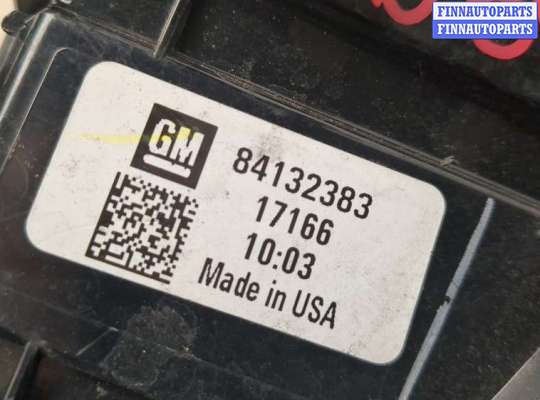 FINNAUTOPARTS
FINNAUTOPARTS
GM
84132383
17166
10:03
Made in USA